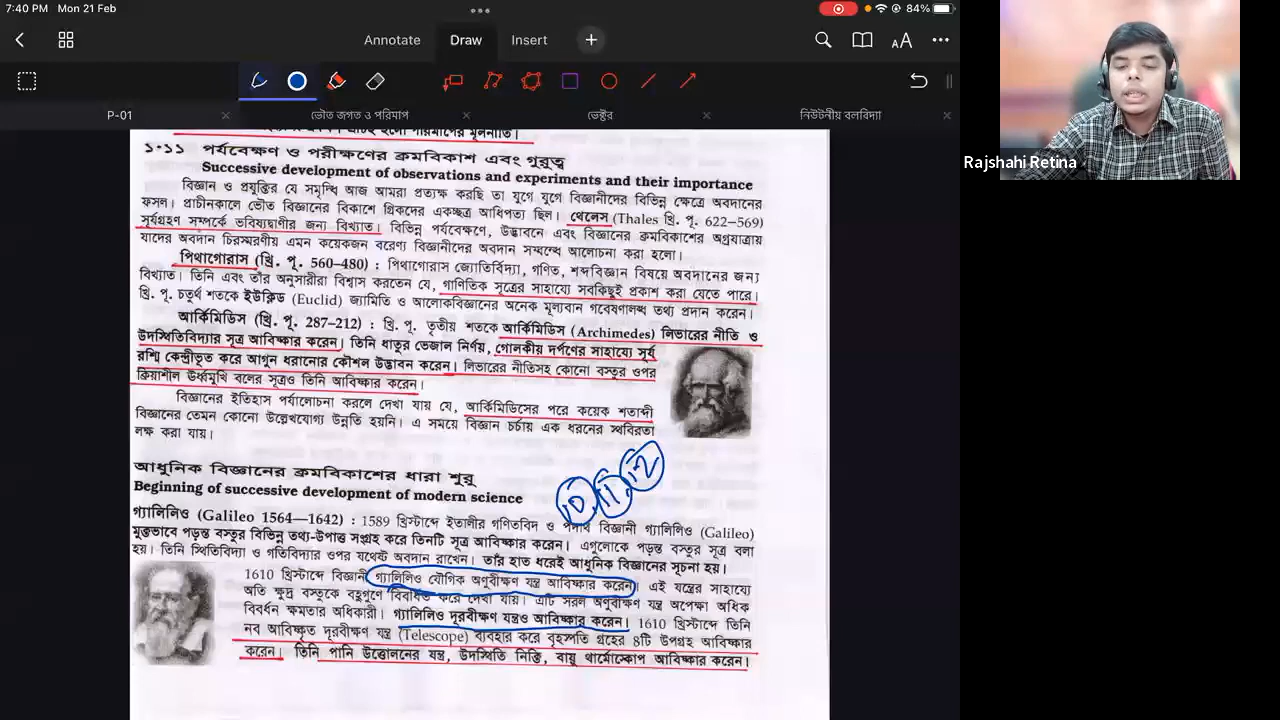 7:40 PM Mon 21 Feb
84%
Annotate Draw Insert
AA
P-01 ভৌত জগত ও পরিমাপ ভেক্টর নিউটনীয় বলবিদ্যা
Rajshahi Retina
পরিমাপের মূলনীতি।
১·১১ পর্যবেক্ষণ ও পরীক্ষণের ক্রমবিকাশ এবং গুরুত্ব
Successive development of observations and experiments and their importance
বিজ্ঞান ও প্রযুক্তির যে সমৃদ্ধি আজ আমরা প্রত্যক্ষ করছি তা যুগে যুগে বিজ্ঞানীদের বিভিন্ন ক্ষেত্রে অবদানের
ফসল। প্রাচীনকালে ভৌত বিজ্ঞানের বিকাশে গ্রিকদের একচ্ছত্র আধিপত্য ছিল। থেলেস (Thales খ্রি. পূ. 622–569)
সূর্যগ্রহণ সম্পর্কে ভবিষ্যদ্বাণীর জন্য বিখ্যাত। বিভিন্ন পর্যবেক্ষণে, উদ্ভাবনে এবং বিজ্ঞানের ক্রমবিকাশের অগ্রযাত্রায়
যাদের অবদান চিরস্মরণীয় এমন কয়েকজন বরেণ্য বিজ্ঞানীদের অবদান সম্বন্ধে আলোচনা করা হলো।
পিথাগোরাস (খ্রি. পূ. 560-480) : পিথাগোরাস জ্যোতির্বিদ্যা, গণিত, শব্দবিজ্ঞান বিষয়ে অবদানের জন্য
বিখ্যাত। তিনি এবং তাঁর অনুসারীরা বিশ্বাস করতেন যে, গাণিতিক সূত্রের সাহায্যে সবকিছুই প্রকাশ করা যেতে পারে।
খ্রি. পূ. চতুর্থ শতকে ইউক্লিড (Euclid) জ্যামিতি ও আলোকবিজ্ঞানের অনেক মূল্যবান গবেষণালব্ধ তথ্য প্রদান করেন।
আর্কিমিডিস (খ্রি. পূ. 287–212) : খ্রি. পূ. তৃতীয় শতকে আর্কিমিডিস (Archimedes) লিভারের নীতি ও
উদস্থিতিবিদ্যার সূত্র আবিষ্কার করেন। তিনি ধাতুর ভেজাল নির্ণয়, গোলকীয় দর্পণের সাহায্যে সূর্য
রশ্মি কেন্দ্রীভূত করে আগুন ধরানোর কৌশল উদ্ভাবন করেন। লিভারের নীতিসহ কোনো বস্তুর ওপর
ক্রিয়াশীল ঊর্ধ্বমুখি বলের সূত্রও তিনি আবিষ্কার করেন।
বিজ্ঞানের ইতিহাস পর্যালোচনা করলে দেখা যায় যে, আর্কিমিডিসের পরে কয়েক শতাব্দী
বিজ্ঞানের তেমন কোনো উল্লেখযোগ্য উন্নতি হয়নি। এ সময়ে বিজ্ঞান চর্চায় এক ধরনের স্থবিরতা
লক্ষ করা যায়।
10 11 12
আধুনিক বিজ্ঞানের ক্রমবিকাশের ধারা শুরু
Beginning of successive development of modern science
গ্যালিলিও (Galileo 1564—1642) : 1589 খ্রিস্টাব্দে ইতালীর গণিতবিদ ও পদার্থ বিজ্ঞানী গ্যালিলিও (Galileo)
মুক্তভাবে পড়ন্ত বস্তুর বিভিন্ন তথ্য-উপাত্ত সংগ্রহ করে তিনটি সূত্র আবিষ্কার করেন। এগুলোকে পড়ন্ত বস্তুর সূত্র বলা
হয়। তিনি স্থিতিবিদ্যা ও গতিবিদ্যার ওপর যথেষ্ট অবদান রাখেন। তাঁর হাত ধরেই আধুনিক বিজ্ঞানের সূচনা হয়।
1610 খ্রিস্টাব্দে বিজ্ঞানী গ্যালিলিও যৌগিক অণুবীক্ষণ যন্ত্র আবিষ্কার করেন। এই যন্ত্রের সাহায্যে
অতি ক্ষুদ্র বস্তুকে বহুগুণে বিবর্ধিত করে দেখা যায়। এটি সরল অণুবীক্ষণ যন্ত্র অপেক্ষা অধিক
বিবর্ধন ক্ষমতার অধিকারী। গ্যালিলিও দূরবীক্ষণ যন্ত্রও আবিষ্কার করেন। 1610 খ্রিস্টাব্দে তিনি
নব আবিষ্কৃত দূরবীক্ষণ যন্ত্র (Telescope) ব্যবহার করে বৃহস্পতি গ্রহের ৪টি উপগ্রহ আবিষ্কার
করেন। তিনি পানি উত্তোলনের যন্ত্র, উদস্থিতি নিক্তি, বায়ু থার্মোস্কোপ আবিষ্কার করেন।